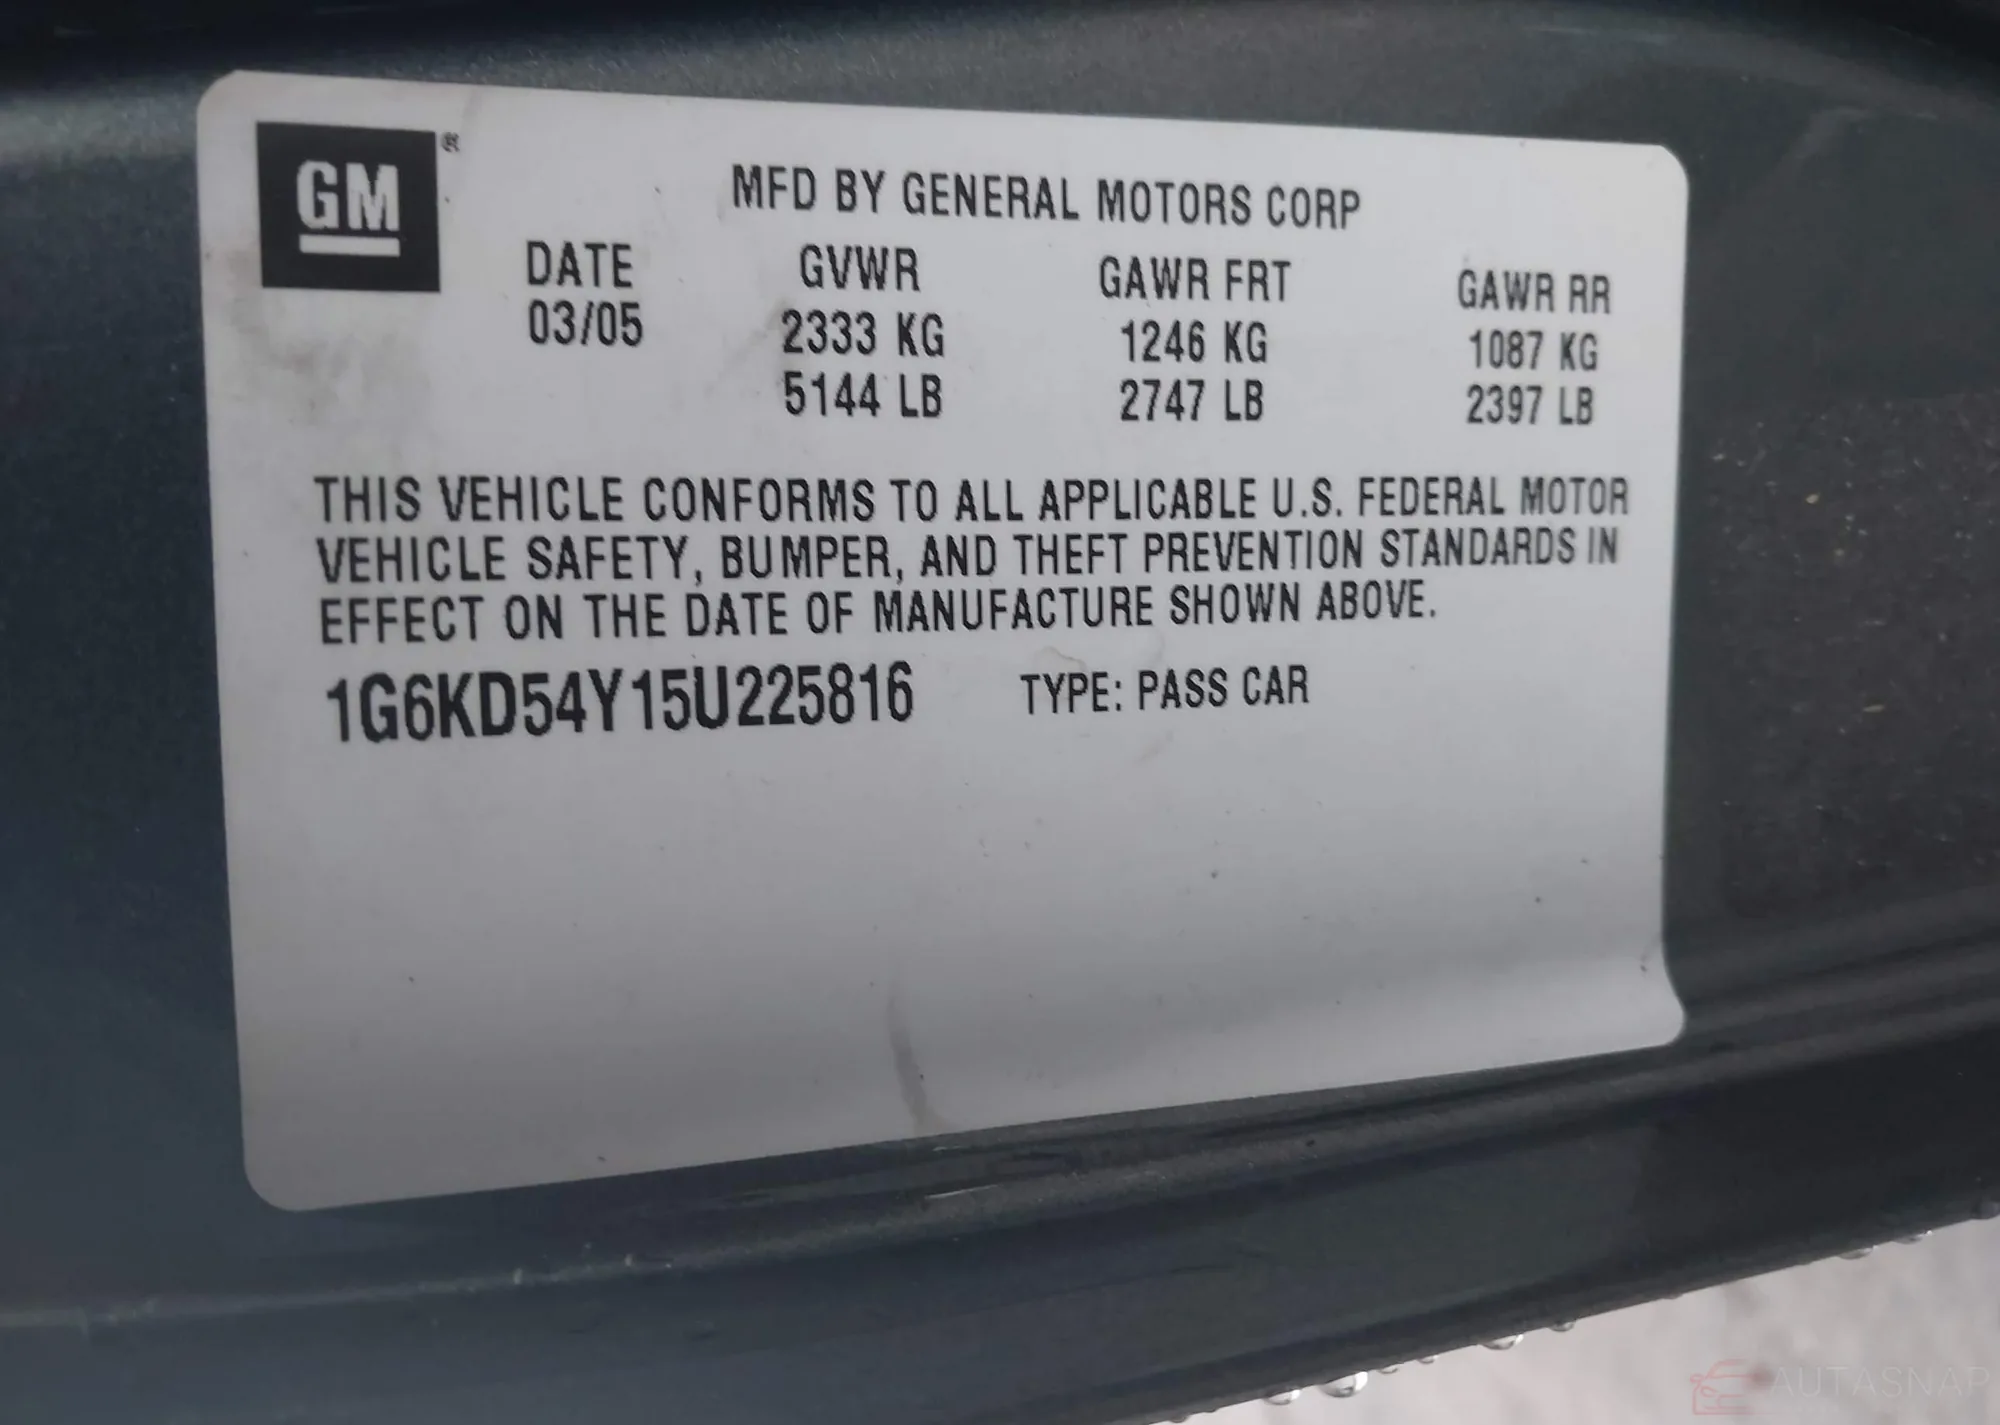 GM®
MFD BY GENERAL MOTORS CORP
DATE GVWR GAWR FRT GAWR RR
03/05 2333 KG 1246 KG 1087 KG
5144 LB 2747 LB 2397 LB
THIS VEHICLE CONFORMS TO ALL APPLICABLE U.S. FEDERAL MOTOR
VEHICLE SAFETY, BUMPER, AND THEFT PREVENTION STANDARDS IN
EFFECT ON THE DATE OF MANUFACTURE SHOWN ABOVE.
1G6KD54Y15U225816 TYPE: PASS CAR
AUTASNAP